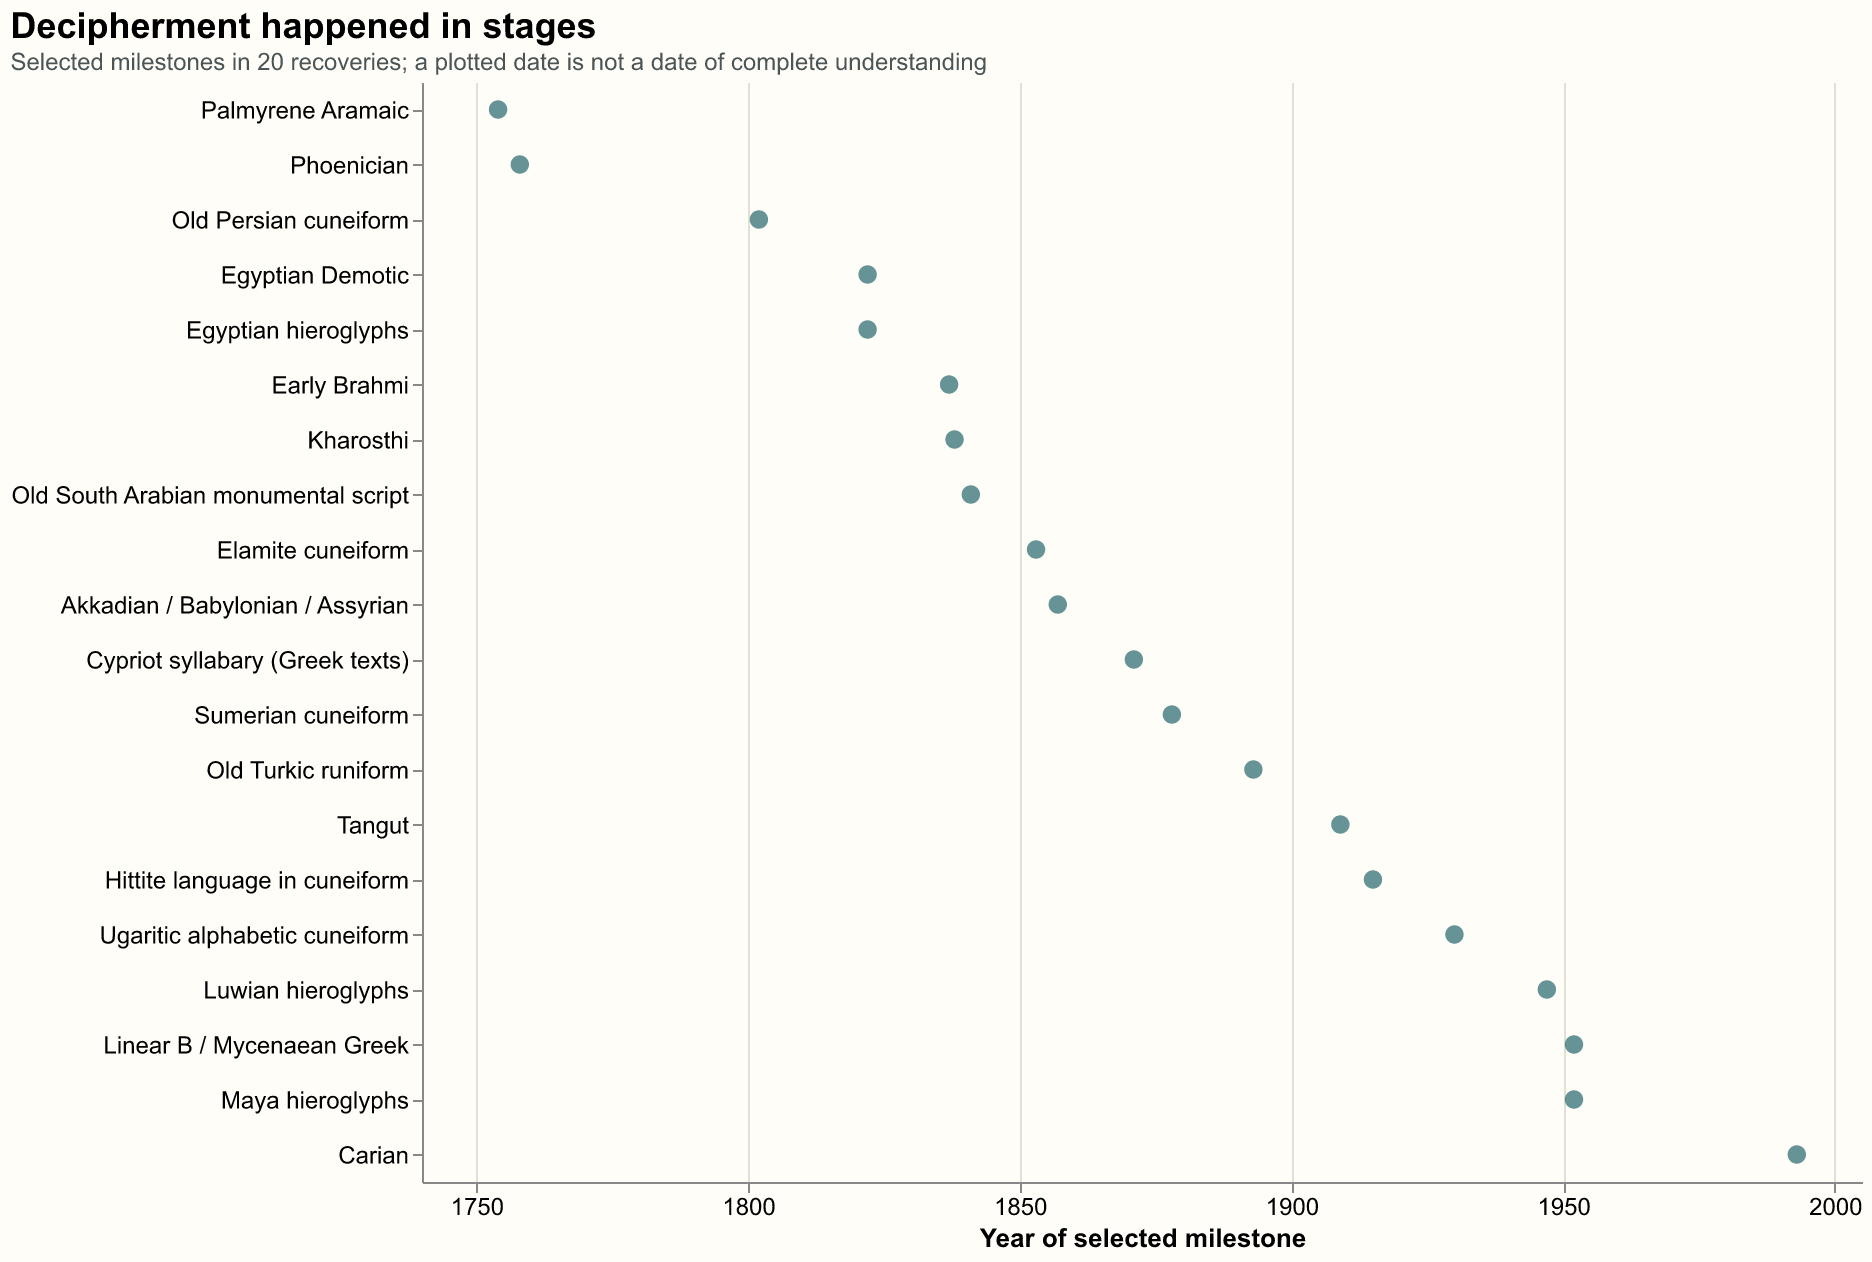 Decipherment happened in stages
Selected milestones in 20 recoveries; a plotted date is not a date of complete understanding
Palmyrene Aramaic
Phoenician
Old Persian cuneiform
Egyptian Demotic
Egyptian hieroglyphs
Early Brahmi
Kharosthi
Old South Arabian monumental script
Elamite cuneiform
Akkadian / Babylonian / Assyrian
Cypriot syllabary (Greek texts)
Sumerian cuneiform
Old Turkic runiform
Tangut
Hittite language in cuneiform
Ugaritic alphabetic cuneiform
Luwian hieroglyphs
Linear B / Mycenaean Greek
Maya hieroglyphs
Carian
1750 1800 1850 1900 1950 2000
Year of selected milestone